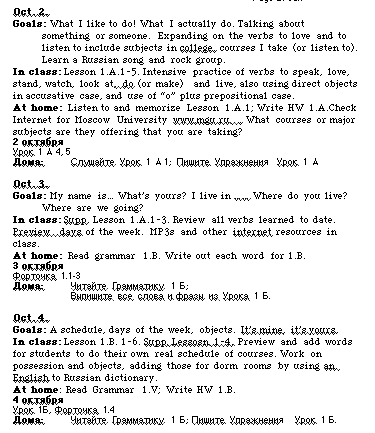 Oct. 2.
Goals: What I like to do! What I actually do. Talking about
something or someone. Expanding on the verbs to love and to
listen to include subjects in college, courses I take (or listen to).
Learn a Russian song and rock group.
In class: Lesson 1.A.1-5. Intensive practice of verbs to speak, love,
stand, watch, look at, do (or make) and live, also using direct objects
in accusative case, and use of "o" plus prepositional case.
At home: Listen to and memorize Lesson 1.A.1; Write HW 1.A.Check
Internet for Moscow University www.mgu.ru. What courses or major
subjects are they offering that you are taking?
2 октября
Урок 1 А 4, 5
Дома: Слушайте Урок 1 А 1; Пишите Упражнения Урок 1 А
Oct. 3.
Goals: My name is... What's yours? I live in ..... Where do you live?
Where are we going?
In class: Supp. Lesson 1.A.1-3. Review all verbs learned to date.
Preview days of the week. MP3s and other internet resources in
class.
At home: Read grammar 1.B. Write out each word for 1.B.
3 октября
Форточка 1.1-3
Дома: Читайте Грамматику 1 Б;
Выпишите все слова и фразы из Урока 1 Б.
Oct. 4.
Goals: A schedule, days of the week, objects. It's mine, it's yours.
In class: Lesson 1.B. 1-6. Supp. Lessson 1-4. Preview and add words
for students to do their own real schedule of courses. Work on
possession and objects, adding those for dorm rooms by using an
English to Russian dictionary.
At home: Read Grammar 1.V; Write HW 1.B.
4 октября
Урок 1Б, Форточка 1.4
Дома: Читайте Грамматику 1 Б; Пишите Упражнения Урок 1 Б.